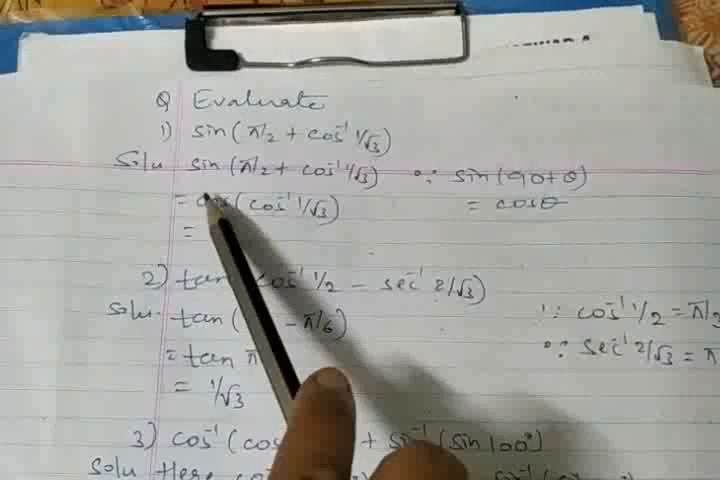 Q Evaluate
1) sin(π/2 + cos⁻¹ 1/√3)
Solu sin(π/2 + cos⁻¹ 1/√3) ∵ sin(90+θ)
= cos(cos⁻¹ 1/√3) = cosθ
=
2) tan cos⁻¹ 1/2 - sec⁻¹ 2/√3)
∵ cos⁻¹ 1/2 = π/3
Solu. tan( - π/6)
∵ sec⁻¹ 2/√3 = π
= tan π
= 1/√3
3) cos⁻¹(cos + sin⁻¹(sin 100°)
Solu Here